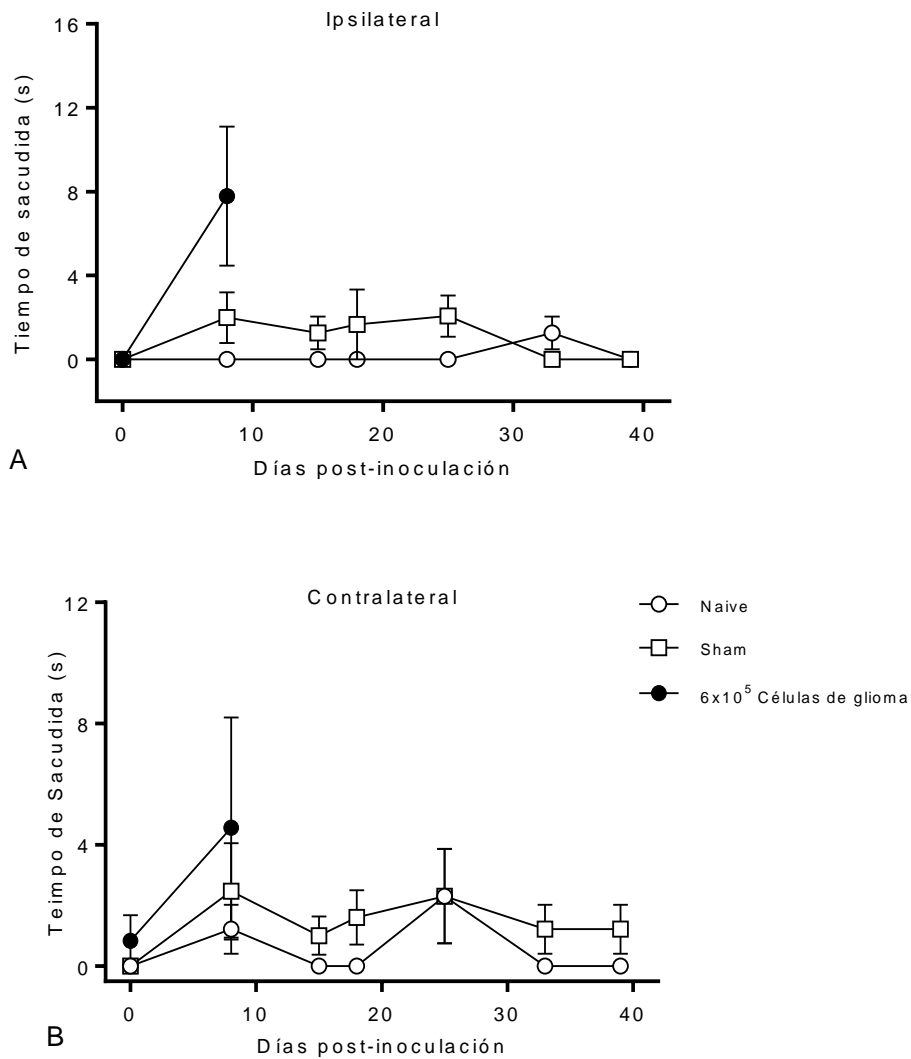 Ipsilateral
16
12
8
4
0
Tiempo de sacudida (s)
0 10 20 30 40
Días post-inoculación
A
Contralateral
12
8
4
0
Teimpo de Sacudida (s)
0 10 20 30 40
Días post-inoculación
B
Naive
Sham
6x10⁵ Células de glioma